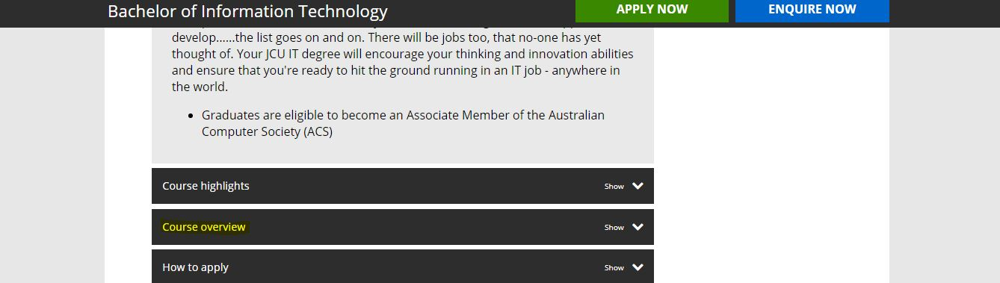 Bachelor of Information Technology
APPLY NOW
ENQUIRE NOW
develop......the list goes on and on. There will be jobs too, that no-one has yet
thought of. Your JCU IT degree will encourage your thinking and innovation abilities
and ensure that you're ready to hit the ground running in an IT job - anywhere in
the world.
Graduates are eligible to become an Associate Member of the Australian
Computer Society (ACS)
Course highlights
Show
Course overview
Show
How to apply
Show